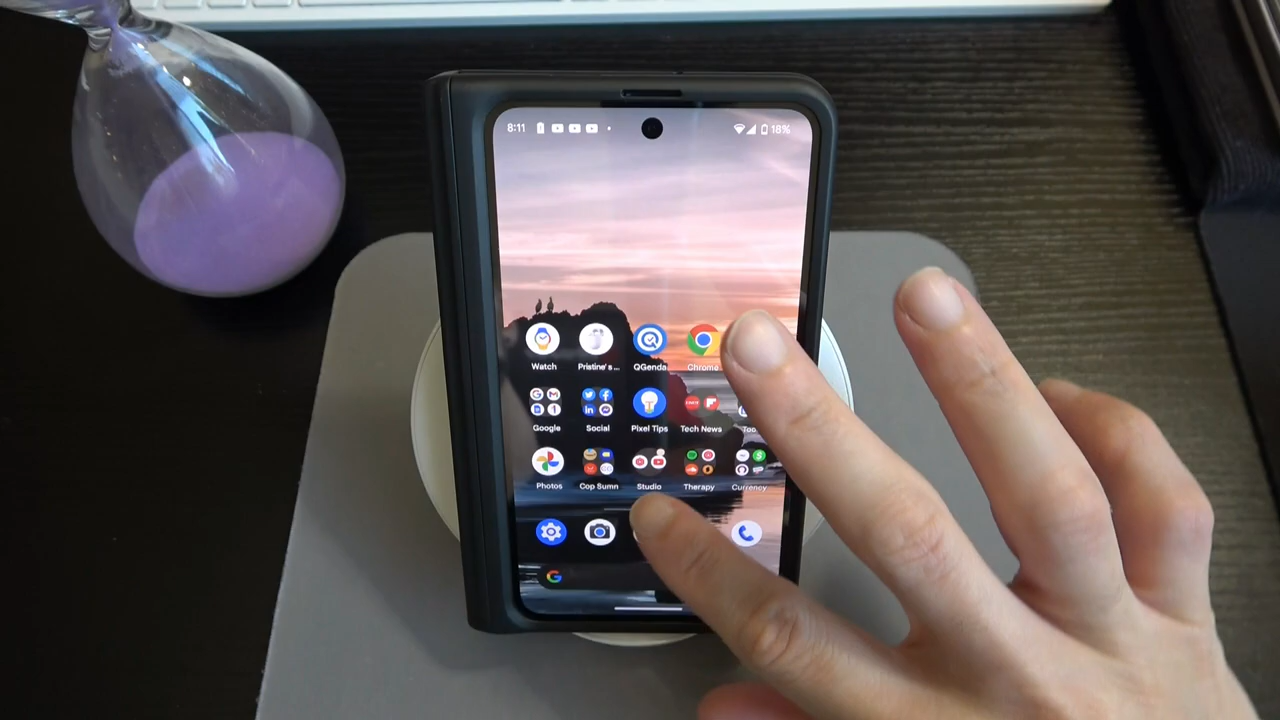 8:11 18%
Watch Pristine's ... QGenda Chrome
Google Social Pixel Tips Tech News
Photos Cop Sumn Studio Therapy Currency